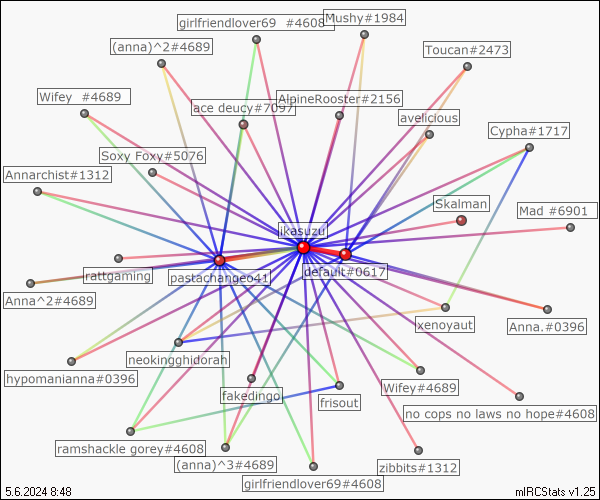 girlfriendlover69 #4608
Mushy#1984
(anna)^2#4689
Toucan#2473
Wifey #4689
ace deucy#7097
AlpineRooster#2156
avelicious
Cypha#1717
Soxy Foxy#5076
Annarchist#1312
Skalman
Mad #6901
ikasuzu
rattgaming
pastachangeo41
default#0617
Anna^2#4689
xenoyaut
Anna.#0396
neokingghidorah
hypomanianna#0396
fakedingo
frisout
Wifey#4689
no cops no laws no hope#4608
ramshackle gorey#4608
(anna)^3#4689
zibbits#1312
girlfriendlover69#4608
5.6.2024 8:48
mIRCStats v1.25